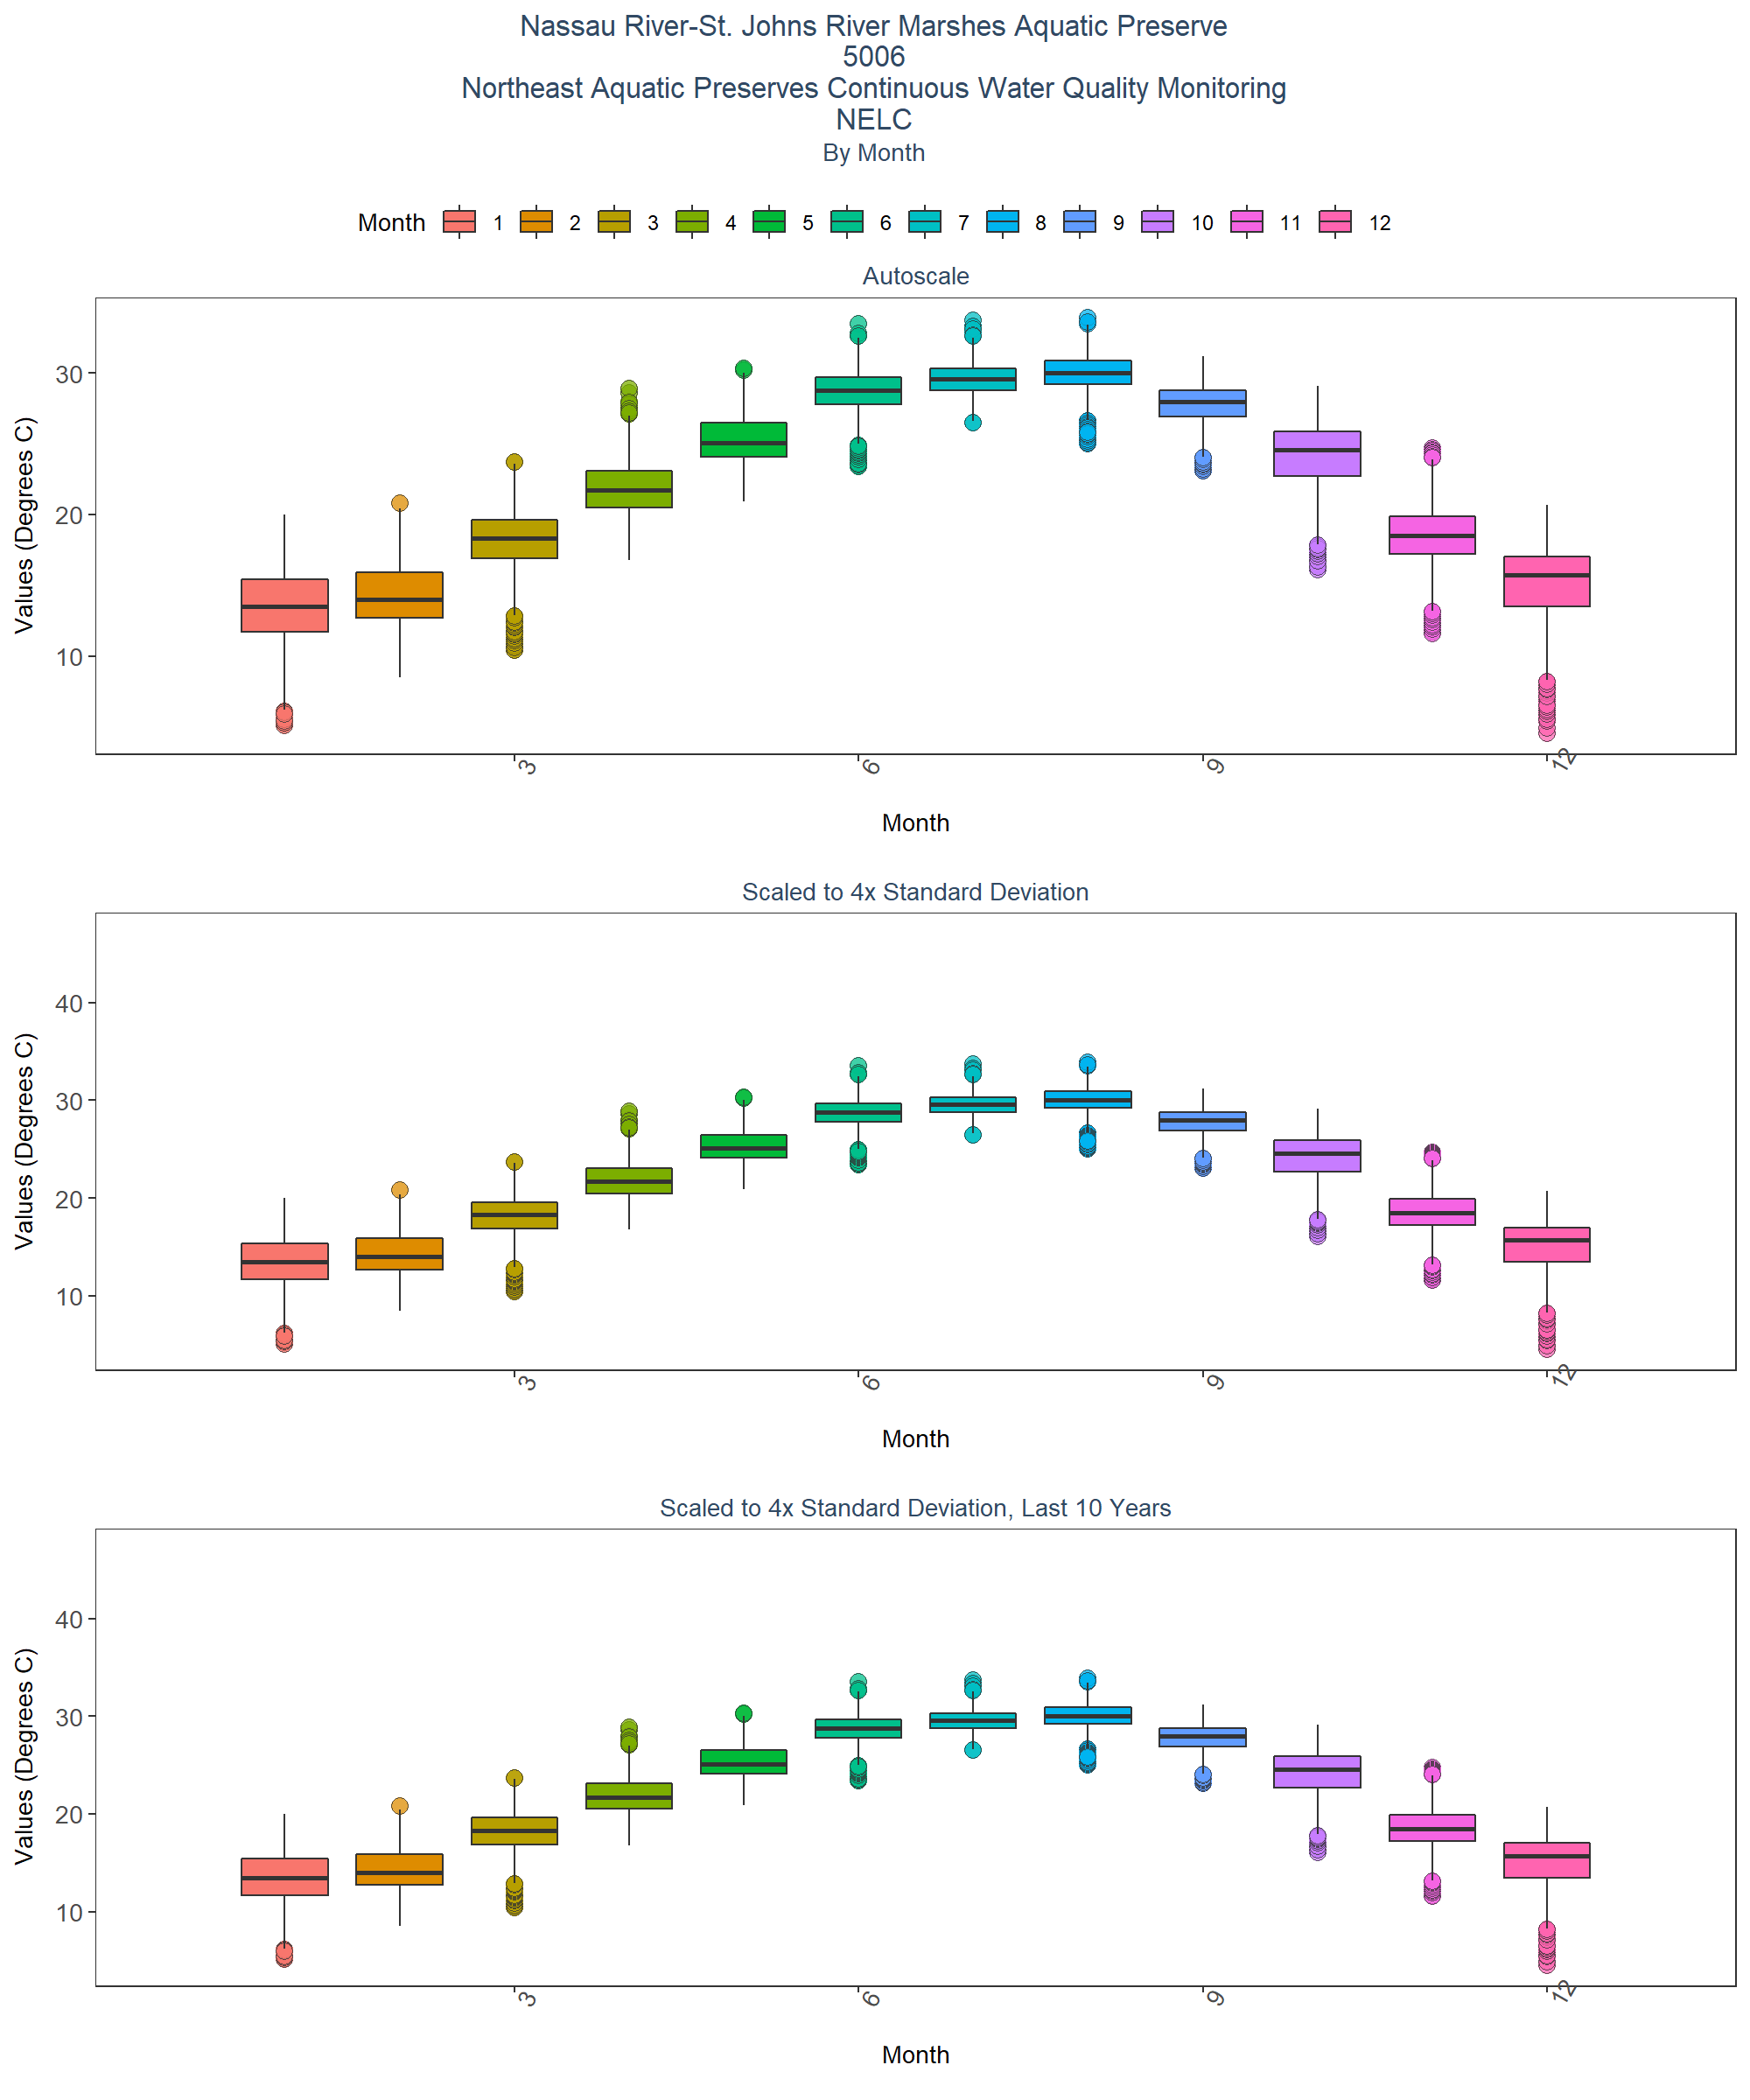 Nassau River-St. Johns River Marshes Aquatic Preserve
5006
Northeast Aquatic Preserves Continuous Water Quality Monitoring
NELC
By Month
Month 1 2 3 4 5 6 7 8 9 10 11 12
Autoscale
Values (Degrees C)
30
20
10
3 6 9 12
Month
Scaled to 4x Standard Deviation
Values (Degrees C)
40
30
20
10
3 6 9 12
Month
Scaled to 4x Standard Deviation, Last 10 Years
Values (Degrees C)
40
30
20
10
3 6 9 12
Month